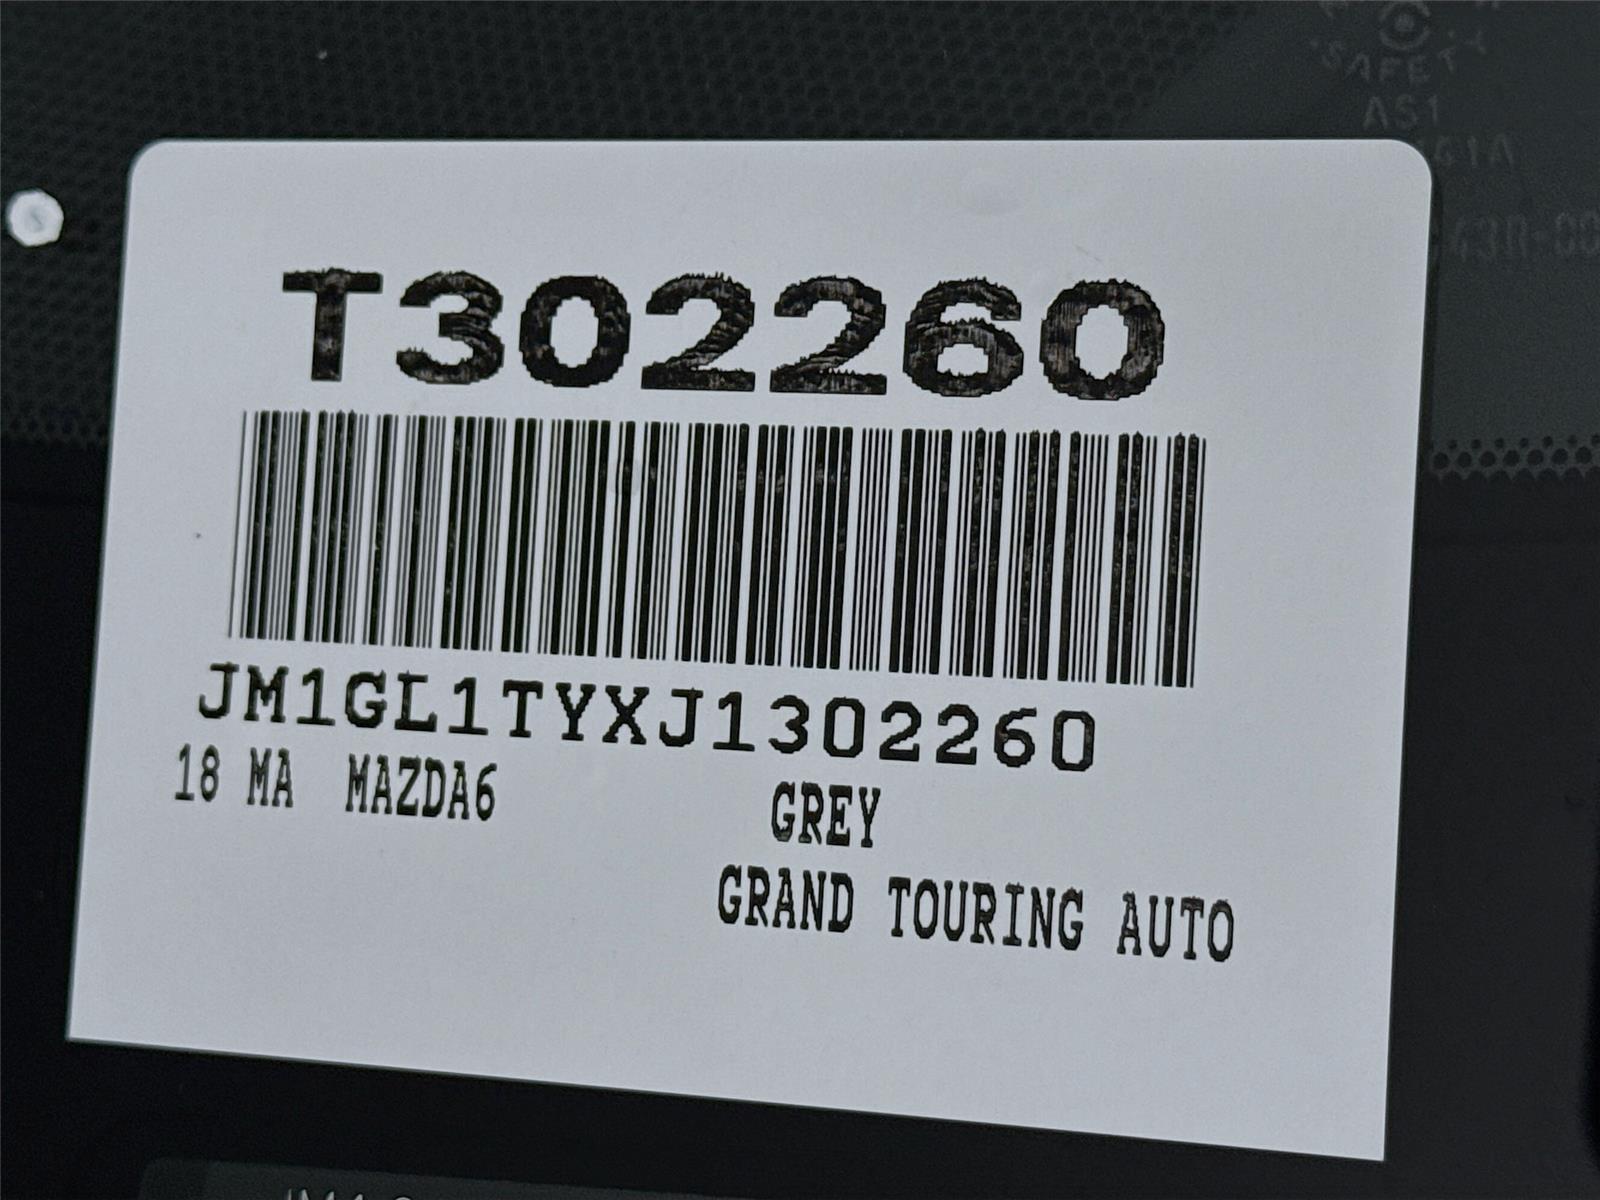 SAFETY
AS1
T302260
JM1GL1TYXJ1302260
18 MA MAZDA6 GREY
GRAND TOURING AUTO